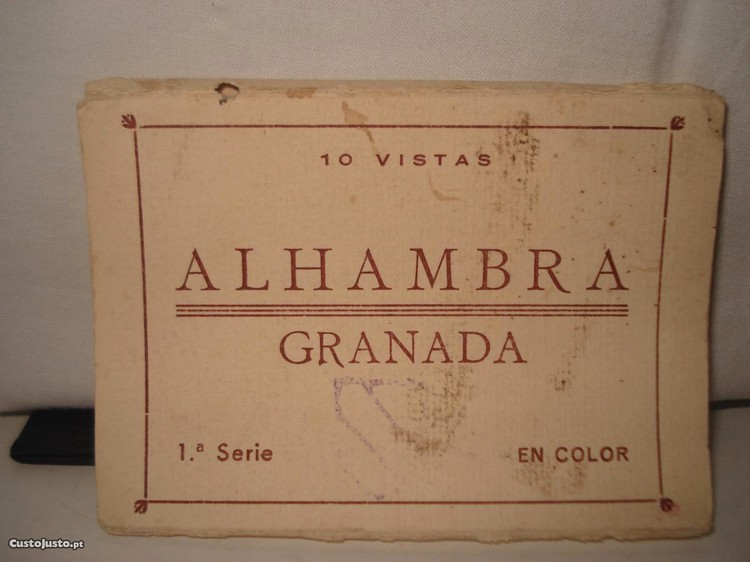 10 VISTAS
ALHAMBRA
GRANADA
1.ª Serie
EN COLOR
CustoJusto.pt